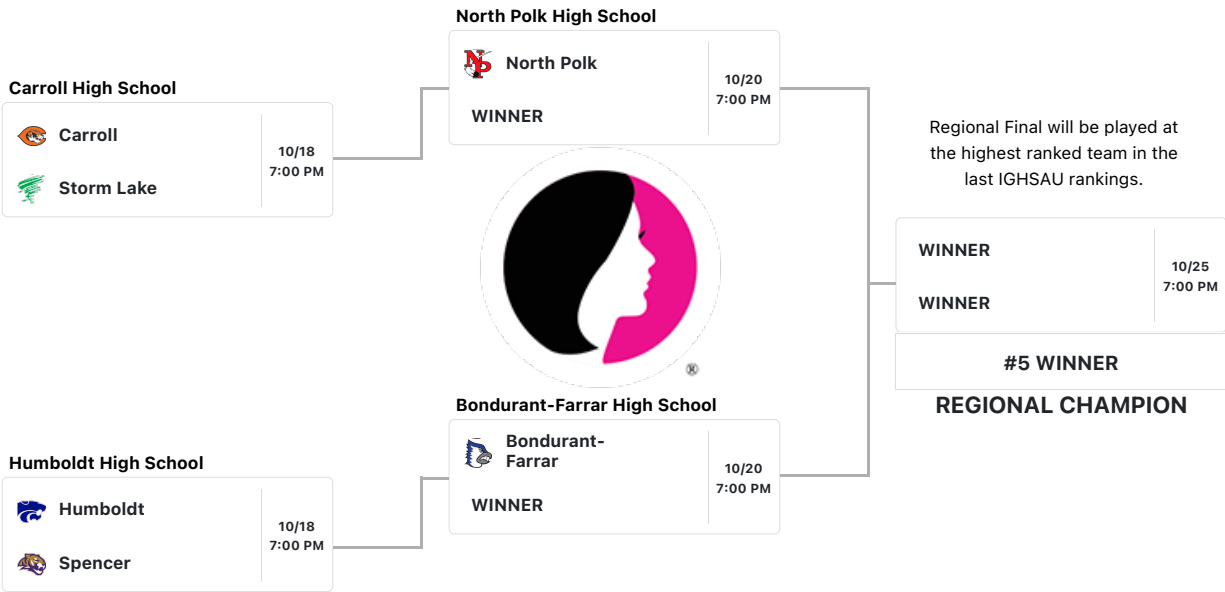 North Polk High School
NP
North Polk
WINNER
10/20
7:00 PM
Carroll High School
Carroll
Storm Lake
10/18
7:00 PM
Regional Final will be played at
the highest ranked team in the
last IGHSAU rankings.
WINNER
WINNER
10/25
7:00 PM
#5 WINNER
REGIONAL CHAMPION
®
Bondurant-Farrar High School
Bondurant-
Farrar
WINNER
10/20
7:00 PM
Humboldt High School
Humboldt
Spencer
10/18
7:00 PM